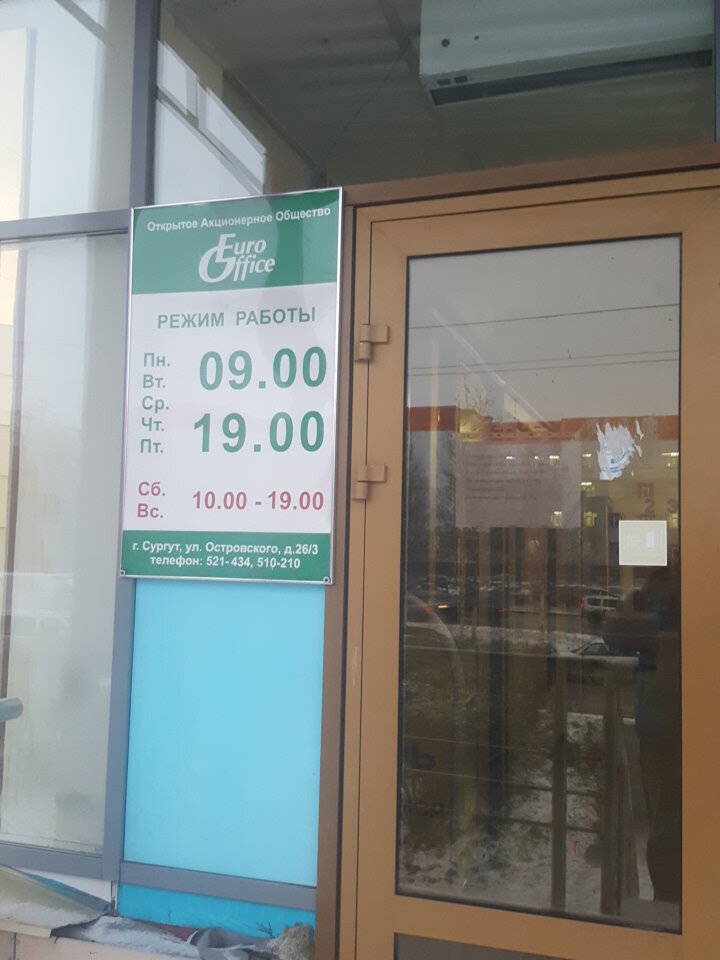 Открытое Акционерное Общество
Euro
Office
РЕЖИМ РАБОТЫ
Пн.
Вт.
Ср.
Чт.
Пт.
09.00
19.00
Сб.
Вс.
10.00 - 19.00
г. Сургут, ул. Островского, д.26/3
телефон: 521-434, 510-210